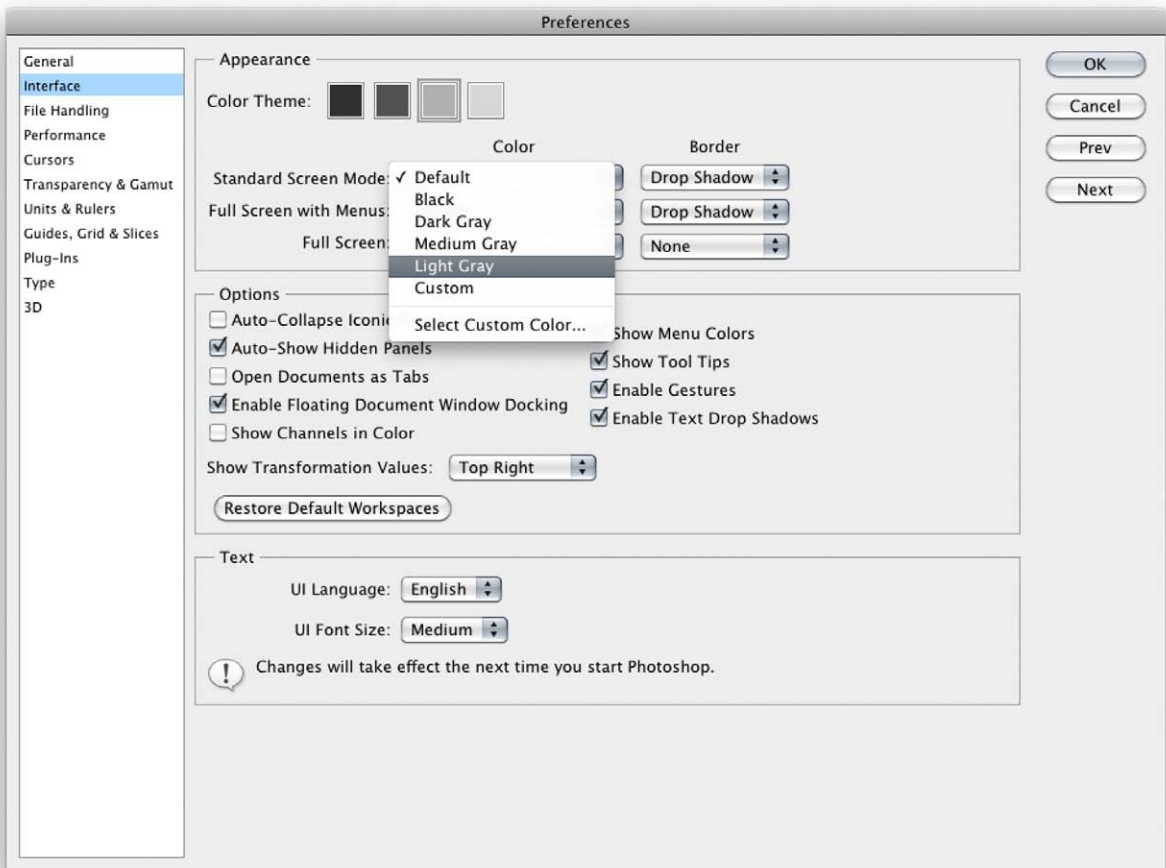 Preferences
General
Interface
File Handling
Performance
Cursors
Transparency & Gamut
Units & Rulers
Guides, Grid & Slices
Plug-Ins
Type
3D
Appearance
Color Theme:
Color
Border
Standard Screen Mode:
✓ Default
Black
Dark Gray
Medium Gray
Light Gray
Custom
Select Custom Color...
Drop Shadow
Full Screen with Menus:
Drop Shadow
Full Screen:
None
Options
Auto-Collapse
Auto-Show Hidden Panels
Open Documents as Tabs
Enable Floating Document Window Docking
Show Channels in Color
Show Menu Colors
Show Tool Tips
Enable Gestures
Enable Text Drop Shadows
Show Transformation Values: Top Right
Restore Default Workspaces
Text
UI Language: English
UI Font Size: Medium
! Changes will take effect the next time you start Photoshop.
OK
Cancel
Prev
Next